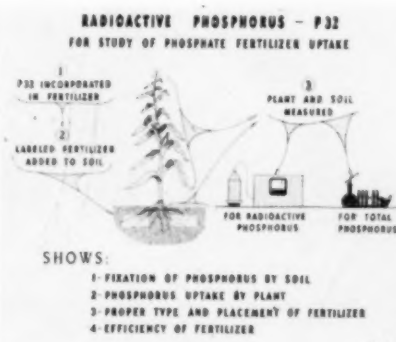 RADIOACTIVE PHOSPHORUS - P32
FOR STUDY OF PHOSPHATE FERTILIZER UPTAKE
1
P32 INCORPORATED
IN FERTILIZER
2
LABELED FERTILIZER
ADDED TO SOIL
3
PLANT AND SOIL
MEASURED
FOR RADIOACTIVE
PHOSPHORUS
FOR TOTAL
PHOSPHORUS
SHOWS:
1-FIXATION OF PHOSPHORUS BY SOIL
2-PHOSPHORUS UPTAKE BY PLANT
3-PROPER TYPE AND PLACEMENT OF FERTILIZER
4-EFFICIENCY OF FERTILIZER